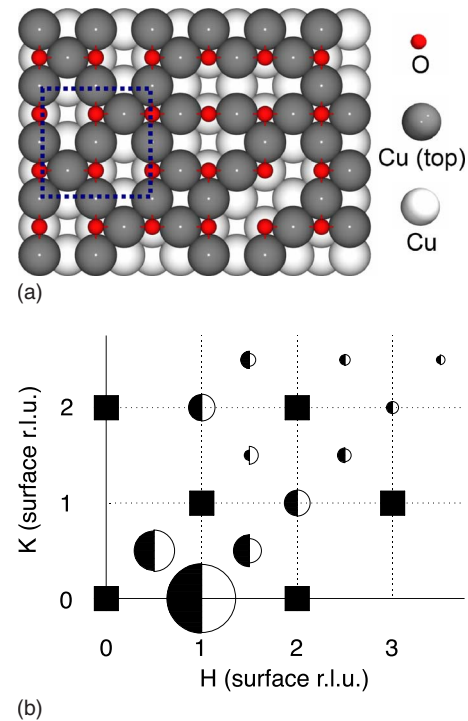 O
Cu (top)
Cu
(a)
K (surface r.l.u.)
2
1
0
0 1 2 3
H (surface r.l.u.)
(b)